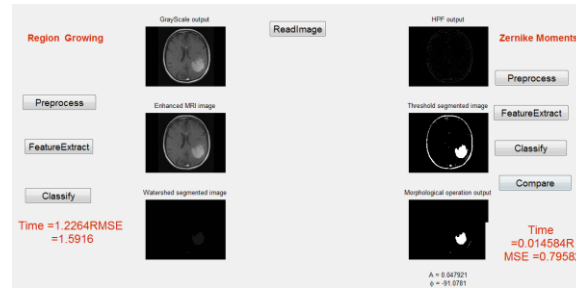 GrayScale output
HPF output
ReadImage
Region Growing
Zernike Moments
Preprocess
Preprocess
Enhanced MRI image
Threshold segmented image
FeatureExtract
FeatureExtract
Classify
Classify
Compare
Watershed segmented image
Morphological operation output
Time =1.2264RMSE
=1.5916
Time
=0.014584R
MSE =0.79582
A = 0.047921
ϕ = -91.0781